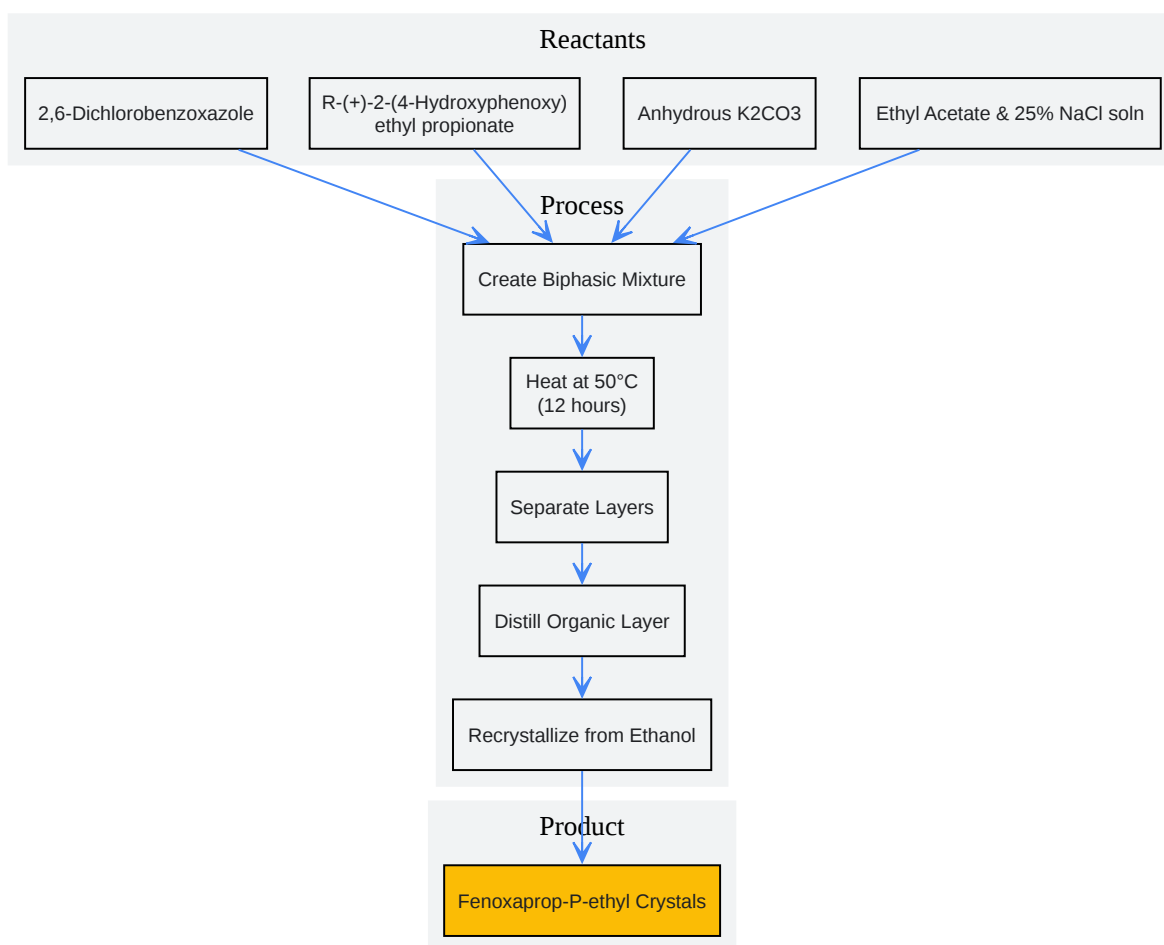 Reactants
2,6-Dichlorobenzoxazole
R-(+)-2-(4-Hydroxyphenoxy)
ethyl propionate
Anhydrous K2CO3
Ethyl Acetate & 25% NaCl soln
Process
Create Biphasic Mixture
Heat at 50°C
(12 hours)
Separate Layers
Distill Organic Layer
Recrystallize from Ethanol
Product
Fenoxaprop-P-ethyl Crystals